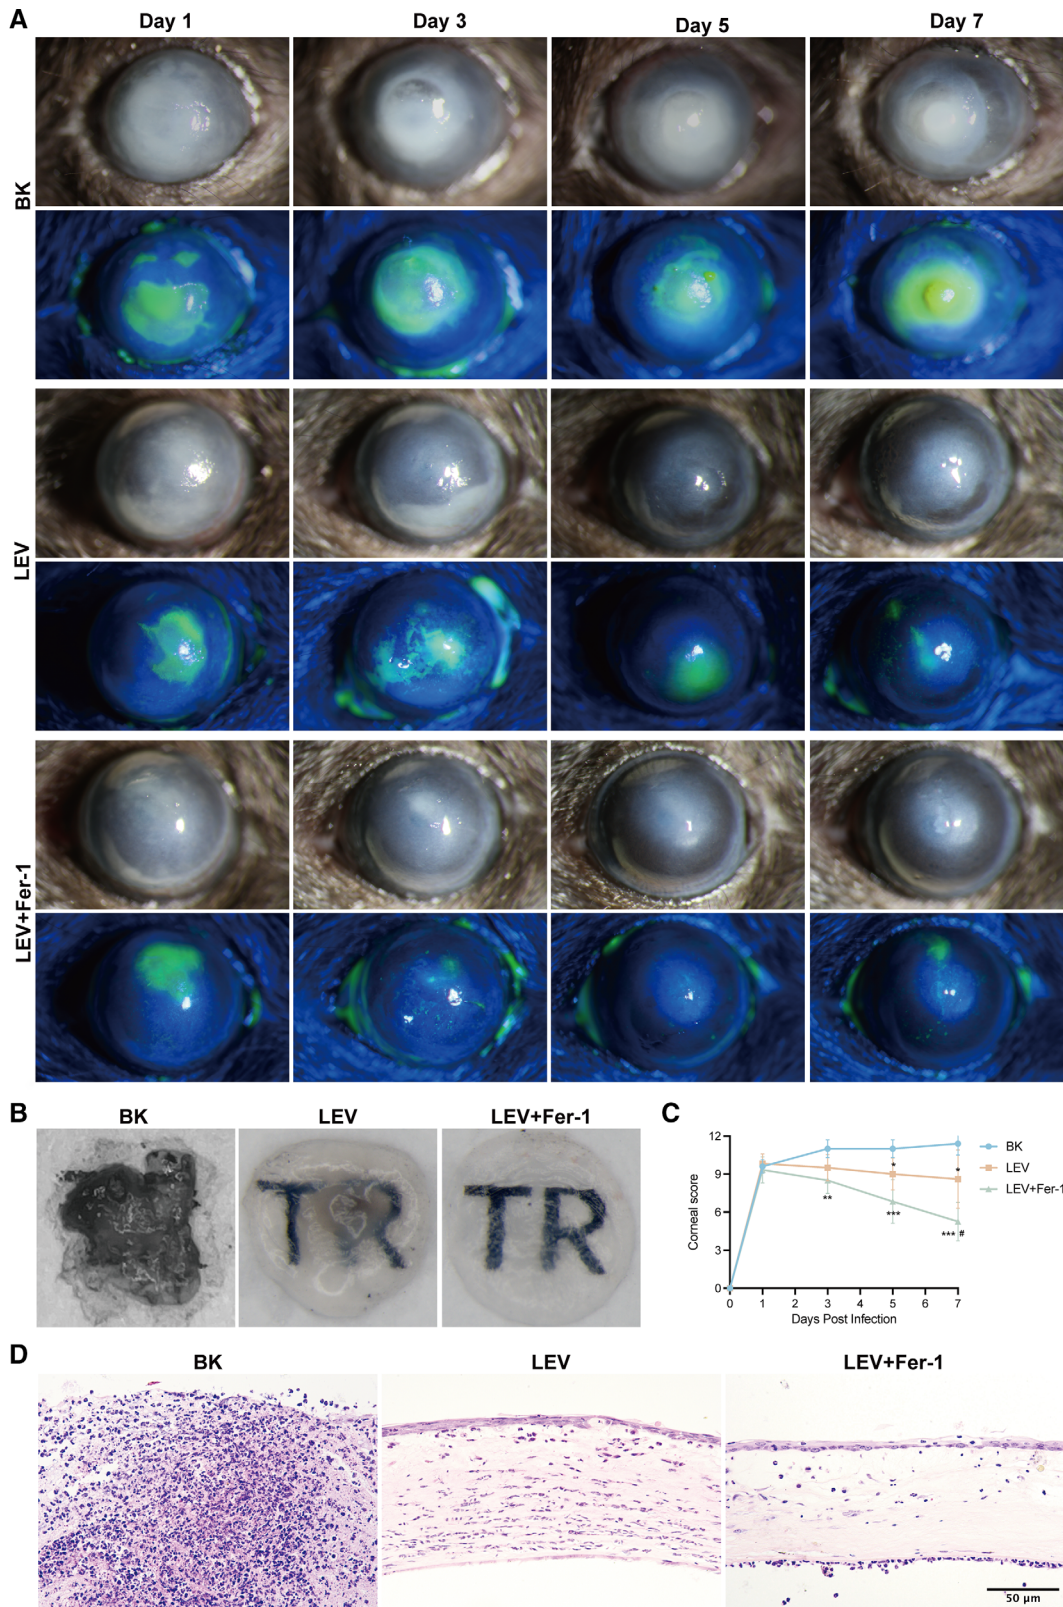 A
Day 1 Day 3 Day 5 Day 7
BK
LEV
LEV+Fer-1
B
BK LEV LEV+Fer-1
TR TR
C
12
9
6
3
0
Corneal score
0 1 2 3 4 5 6 7
Days Post Infection
BK
LEV
LEV+Fer-1
* *
** *** *** #
D
BK LEV LEV+Fer-1
50 μm